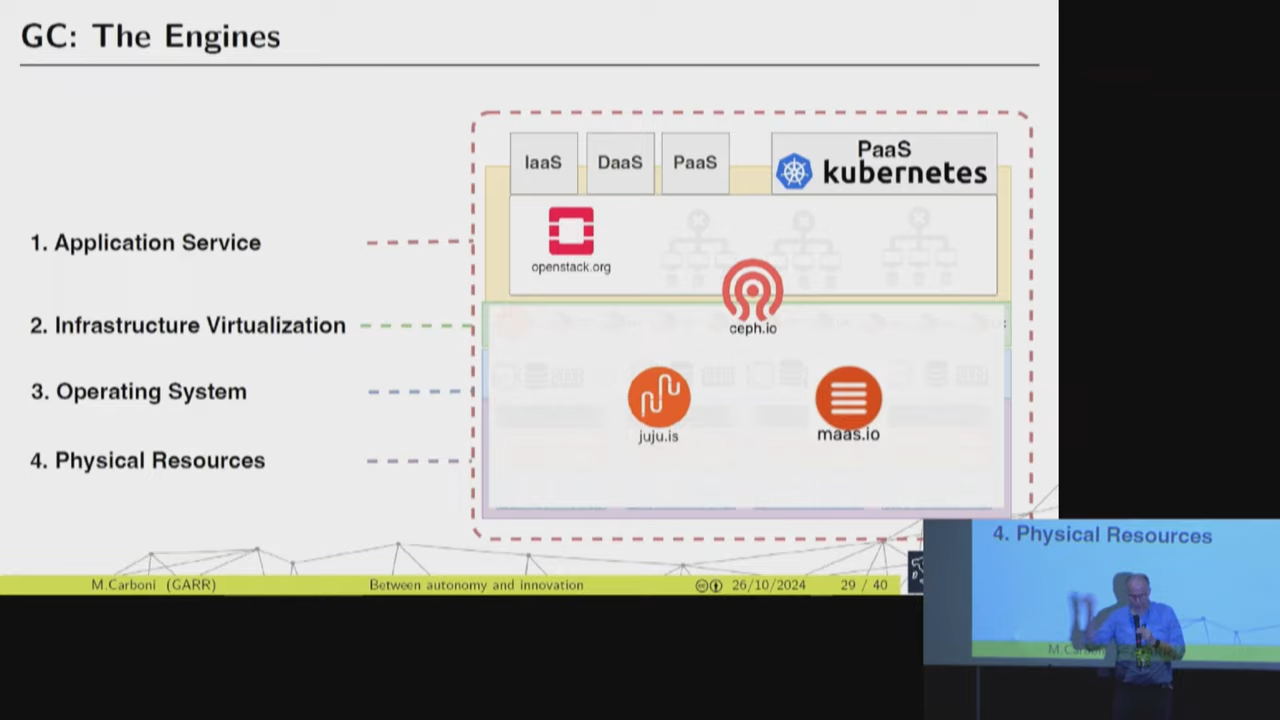 GC: The Engines
IaaS
DaaS
PaaS
PaaS
kubernetes
openstack.org
ceph.io
juju.is
maas.io
1. Application Service
2. Infrastructure Virtualization
3. Operating System
4. Physical Resources
M.Carboni (GARR)
Between autonomy and innovation
26/10/2024
29 / 40
4. Physical Resources